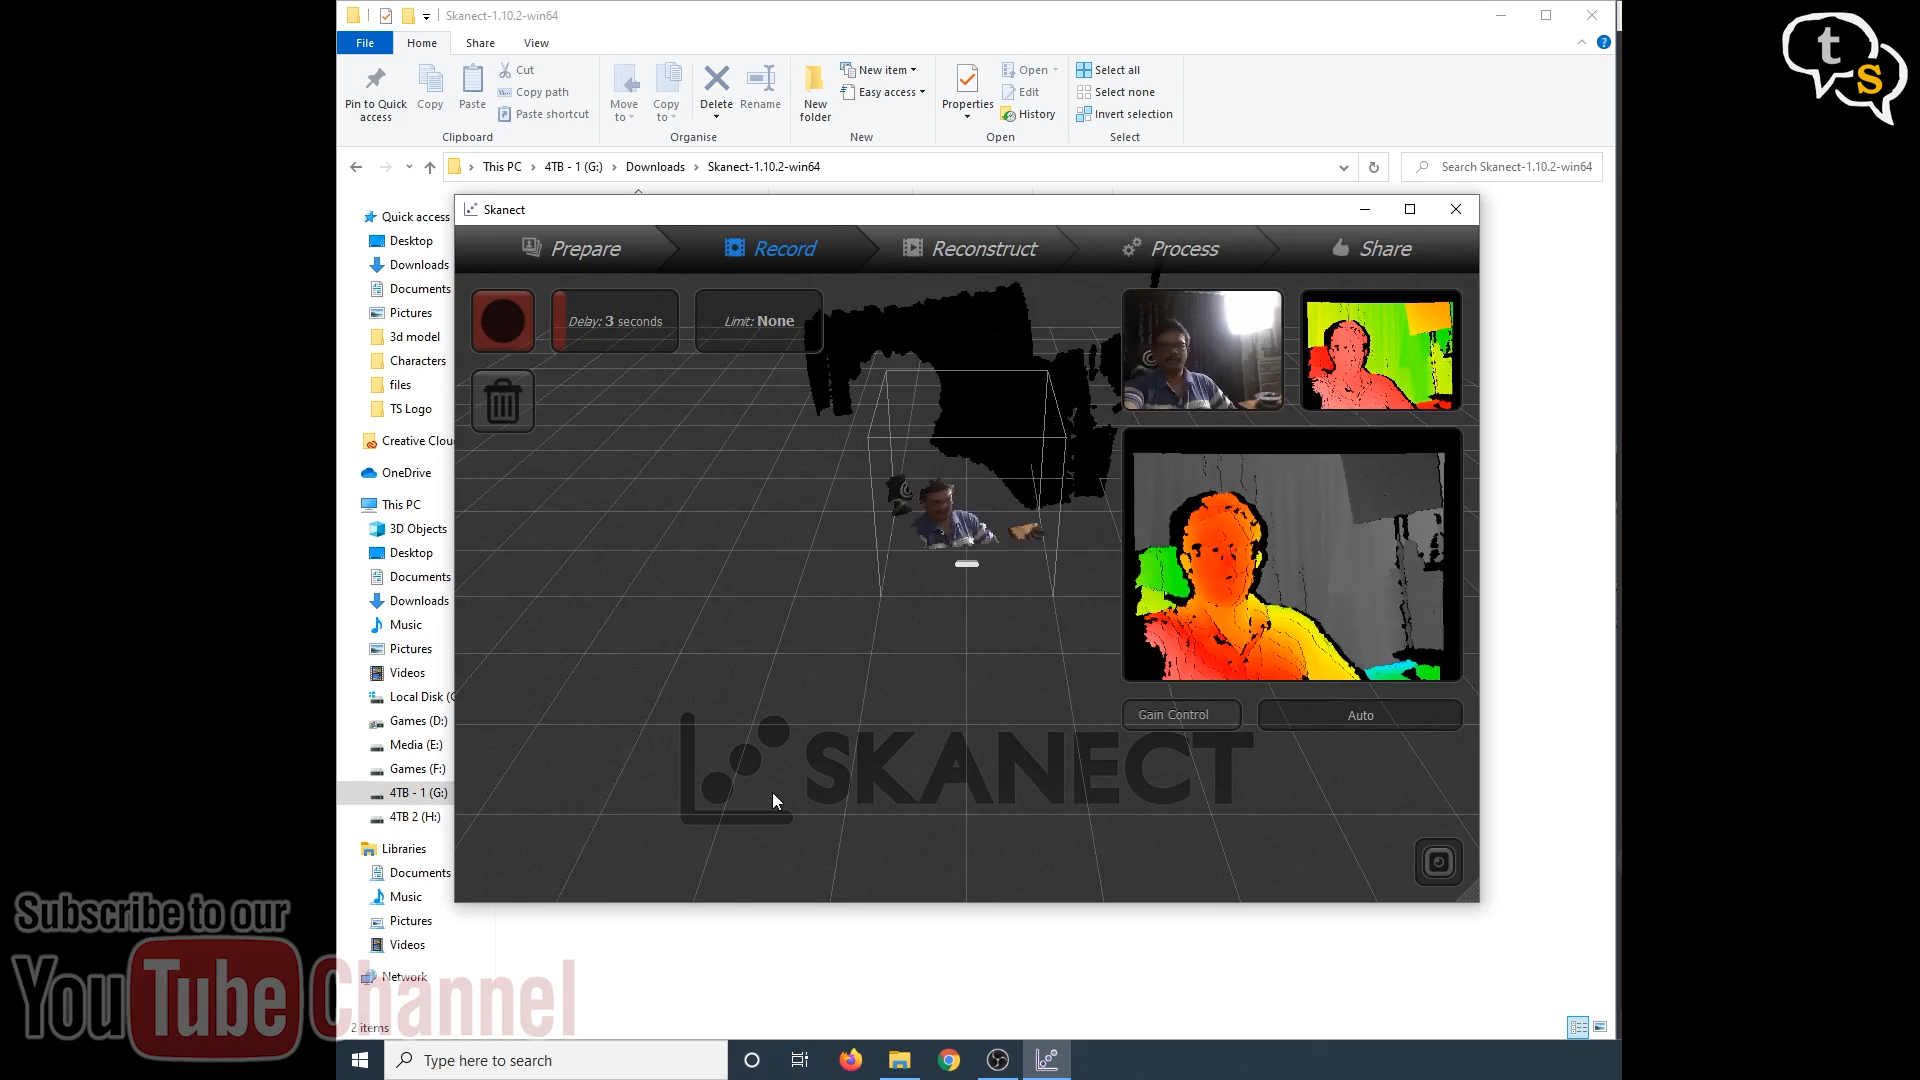 Skanect-1.10.2-win64
File Home Share View
Pin to Quick access
Copy
Paste
Cut
Copy path
Paste shortcut
Clipboard
Move to
Copy to
Delete
Rename
Organise
New folder
New item
Easy access
New
Properties
Open
Edit
History
Open
Select all
Select none
Invert selection
Select
This PC > 4TB - 1 (G:) > Downloads > Skanect-1.10.2-win64
Search Skanect-1.10.2-win64
Quick access
Desktop
Downloads
Documents
Pictures
3d model
Characters
files
TS Logo
Creative Clou
OneDrive
This PC
3D Objects
Desktop
Documents
Downloads
Music
Pictures
Videos
Local Disk (
Games (D:)
Media (E:)
Games (F:)
4TB - 1 (G:)
4TB 2 (H:)
Libraries
Documents
Music
Pictures
Videos
Network
2 items
Skanect
Prepare Record Reconstruct Process Share
Delay: 3 seconds
Limit: None
Gain Control
Auto
SKANECT
t
s
Subscribe to our
YouTube Channel
Type here to search